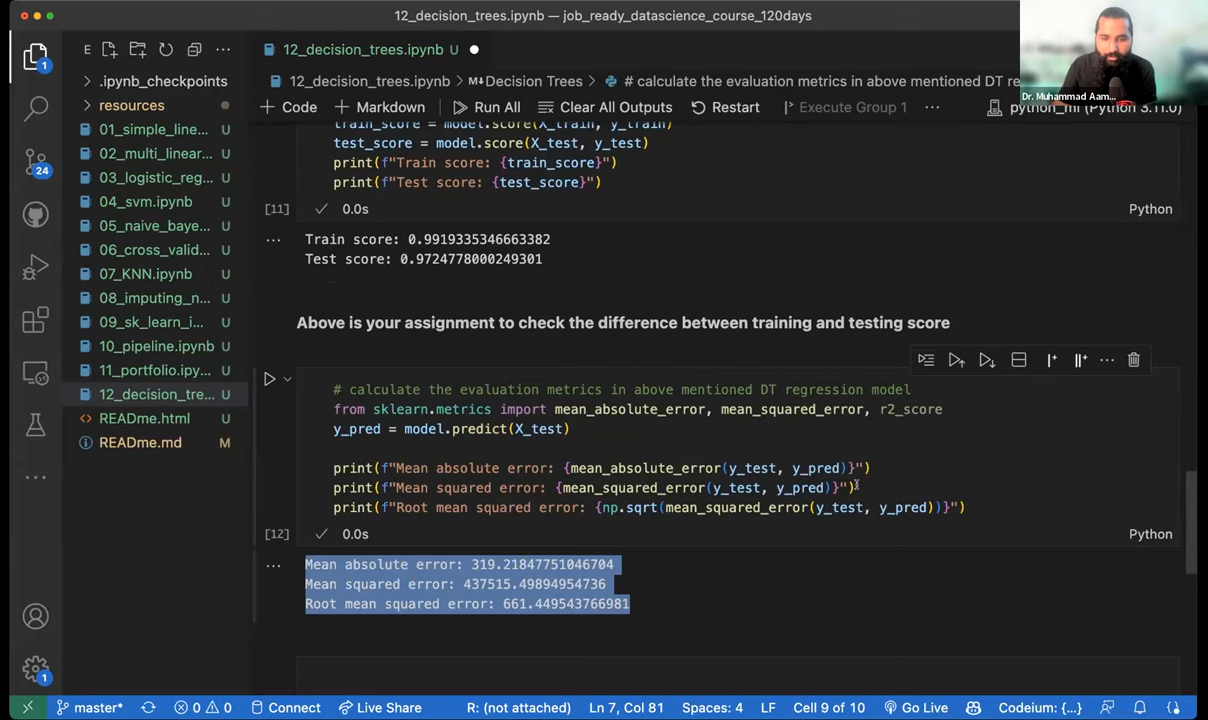 12_decision_trees.ipynb — job_ready_datascience_course_120days
E
12_decision_trees.ipynb U
12_decision_trees.ipynb > Decision Trees > # calculate the evaluation metrics in above mentioned DT re
Code Markdown Run All Clear All Outputs Restart Execute Group 1 ...
python_ml (Python 3.11.0)
Dr. Muhammad Aam...
1
24
.ipynb_checkpoints
resources
01_simple_line... U
02_multi_linear... U
03_logistic_reg... U
04_svm.ipynb U
05_naive_baye... U
06_cross_valid... U
07_KNN.ipynb U
08_imputing_n... U
09_sk_learn_i... U
10_pipeline.ipynb U
11_portfolio.ipy... U
12_decision_tre... U
READme.html U
READme.md M
1
train_score = model.score(X_train, y_train)
test_score = model.score(X_test, y_test)
print(f"Train score: {train_score}")
print(f"Test score: {test_score}")
[11] 0.0s Python
Train score: 0.9919335346663382
Test score: 0.9724778000249301
Above is your assignment to check the difference between training and testing score
# calculate the evaluation metrics in above mentioned DT regression model
from sklearn.metrics import mean_absolute_error, mean_squared_error, r2_score
y_pred = model.predict(X_test)
print(f"Mean absolute error: {mean_absolute_error(y_test, y_pred)}")
print(f"Mean squared error: {mean_squared_error(y_test, y_pred)}")
print(f"Root mean squared error: {np.sqrt(mean_squared_error(y_test, y_pred))}")
[12] 0.0s Python
Mean absolute error: 319.21847751046704
Mean squared error: 437515.49894954736
Root mean squared error: 661.449543766981
master* 0 0 Connect Live Share R: (not attached) Ln 7, Col 81 Spaces: 4 LF Cell 9 of 10 Go Live Codeium: {...}